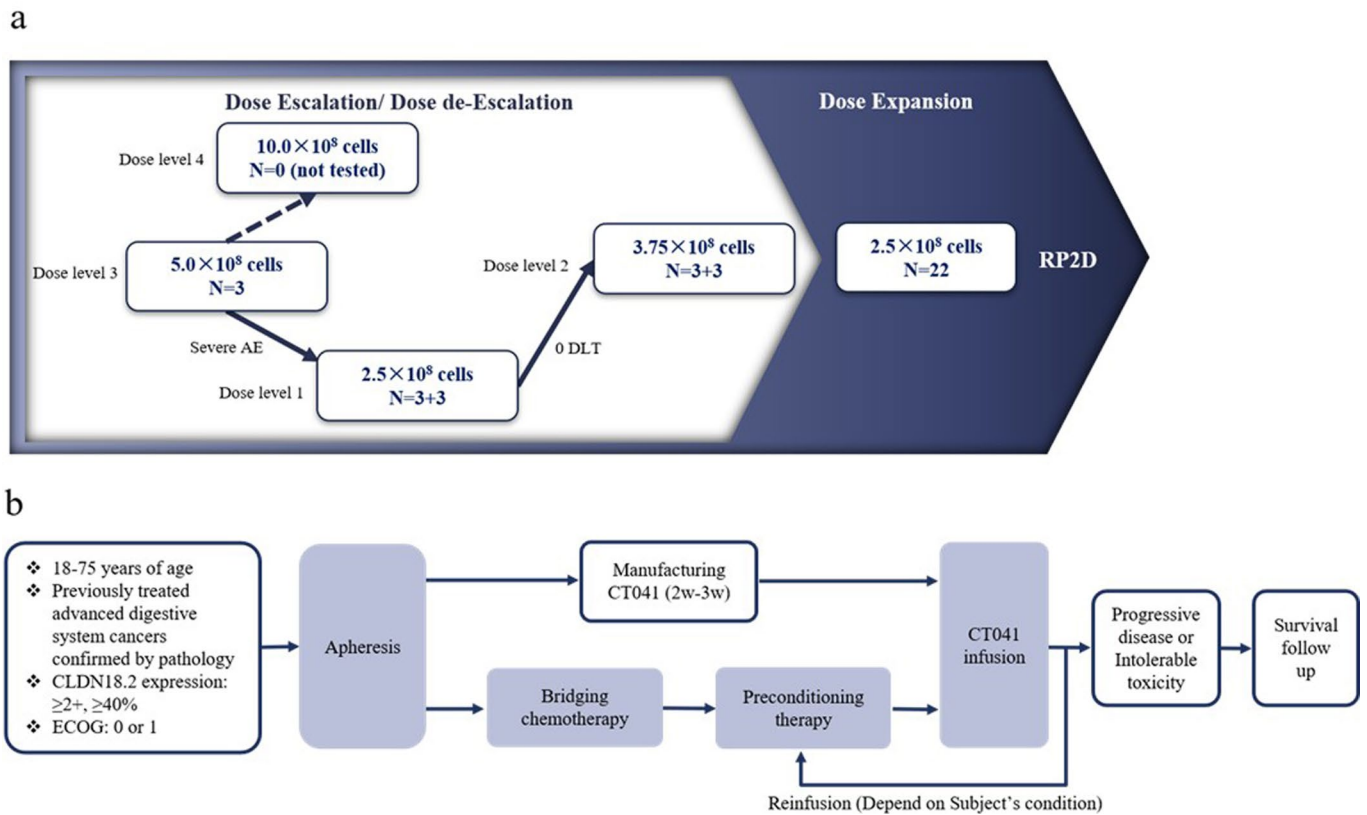 a
Dose Escalation/ Dose de-Escalation
Dose Expansion
Dose level 4
10.0×10⁸ cells
N=0 (not tested)
Dose level 3
5.0×10⁸ cells
N=3
Dose level 2
3.75×10⁸ cells
N=3+3
2.5×10⁸ cells
N=22
RP2D
Severe AE
0 DLT
Dose level 1
2.5×10⁸ cells
N=3+3
b
❖ 18-75 years of age
❖ Previously treated
advanced digestive
system cancers
confirmed by pathology
❖ CLDN18.2 expression:
≥2+, ≥40%
❖ ECOG: 0 or 1
Apheresis
Manufacturing
CT041 (2w-3w)
Bridging
chemotherapy
Preconditioning
therapy
CT041
infusion
Progressive
disease or
Intolerable
toxicity
Survival
follow
up
Reinfusion (Depend on Subject's condition)